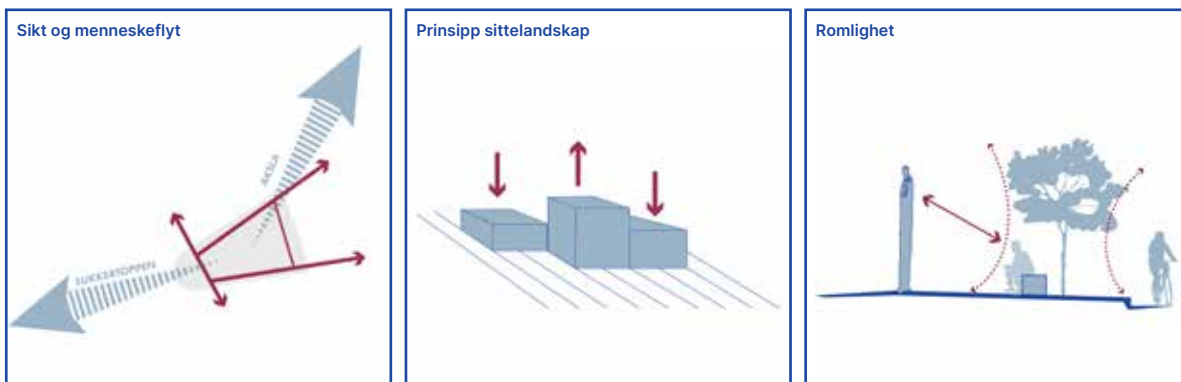 Sikt og menneskeflyt
AKSLA
SUKKERTOPPEN
Prinsipp sittelandskap
Romlighet